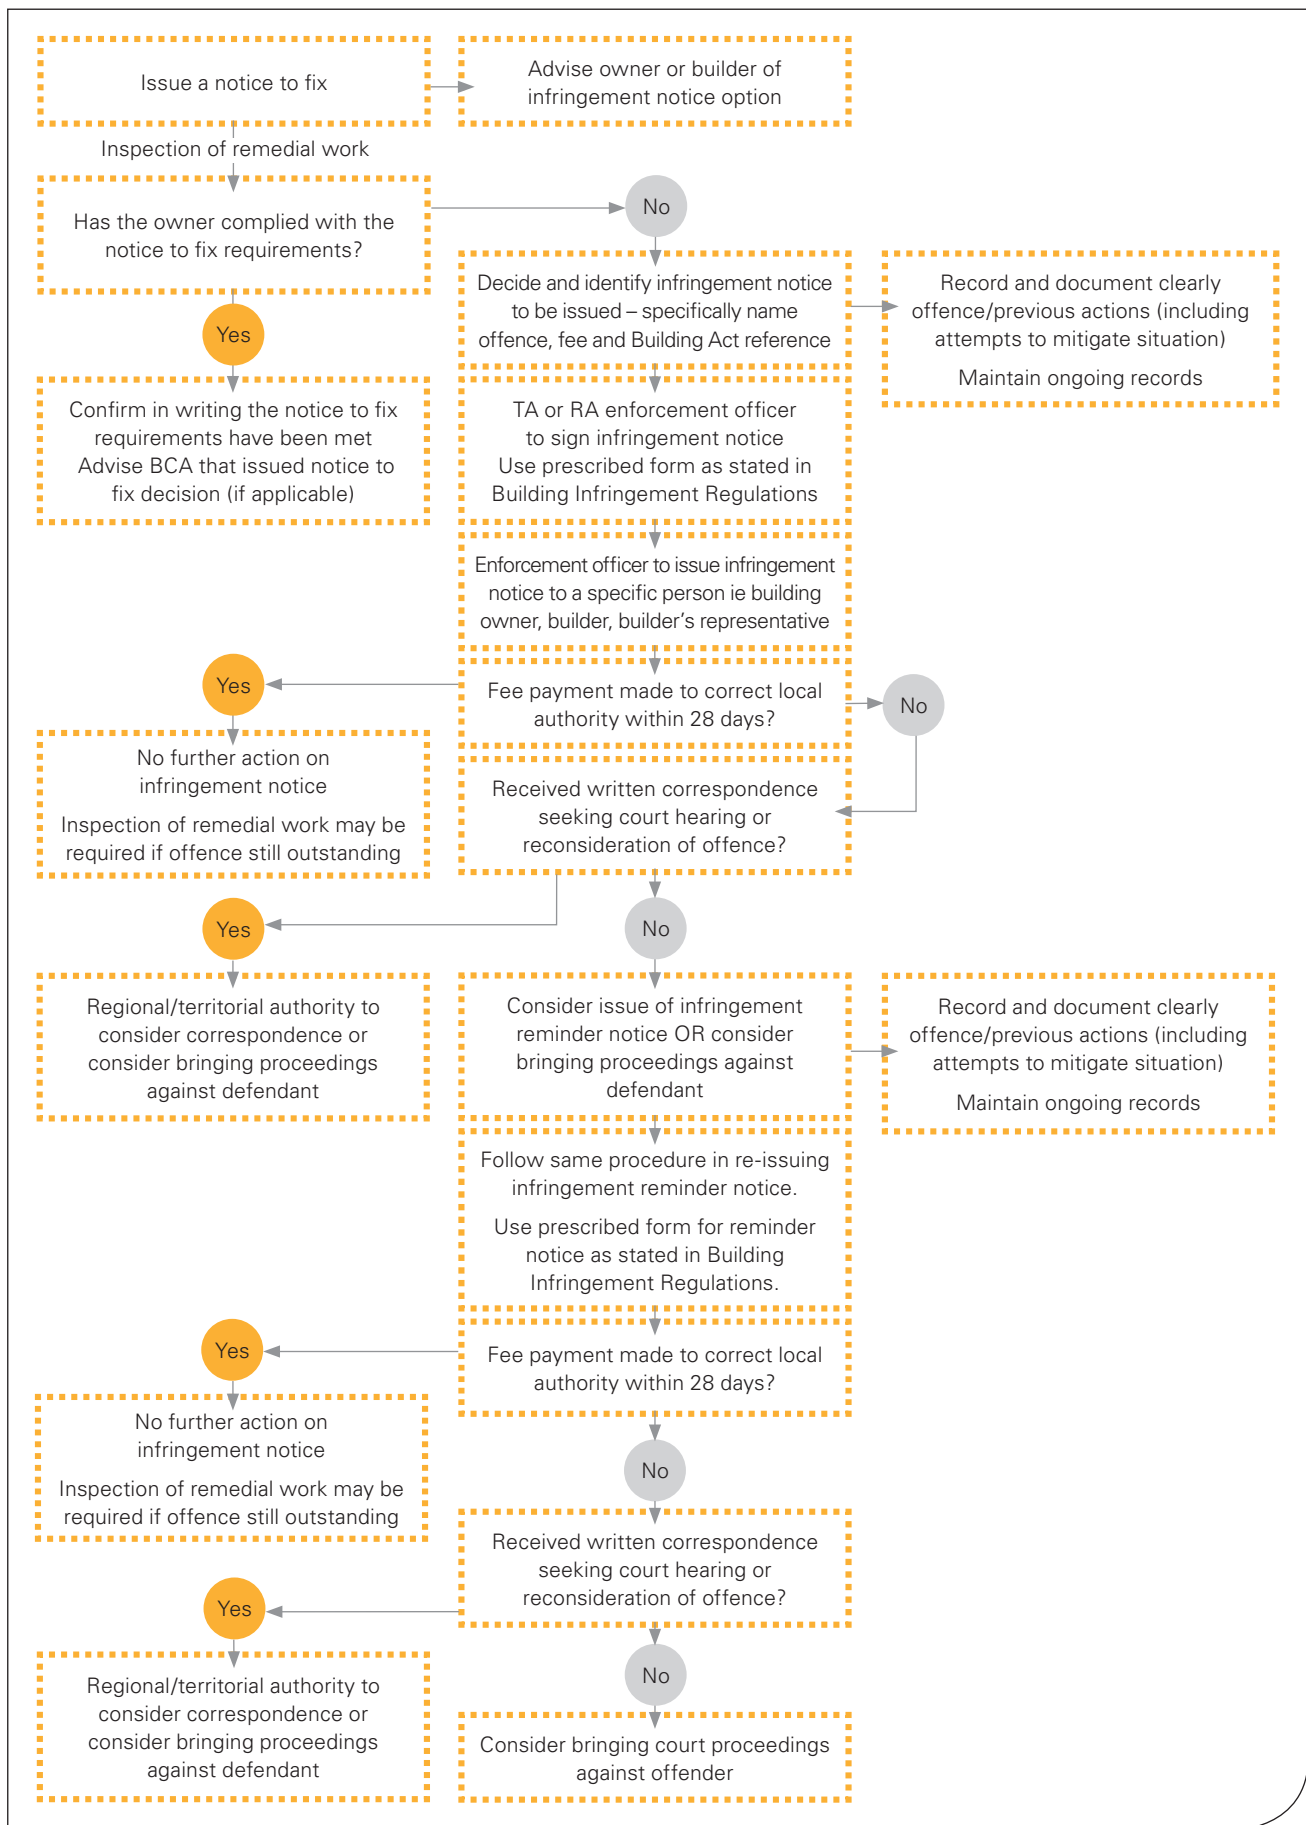 Issue a notice to fix
Advise owner or builder of
infringement notice option
Inspection of remedial work
Has the owner complied with the
notice to fix requirements?
No
Yes
Decide and identify infringement notice
to be issued – specifically name
offence, fee and Building Act reference
Record and document clearly
offence/previous actions (including
attempts to mitigate situation)
Maintain ongoing records
Confirm in writing the notice to fix
requirements have been met
Advise BCA that issued notice to
fix decision (if applicable)
TA or RA enforcement officer
to sign infringement notice
Use prescribed form as stated in
Building Infringement Regulations
Enforcement officer to issue infringement
notice to a specific person ie building
owner, builder, builder's representative
Yes
Fee payment made to correct local
authority within 28 days?
No
No further action on
infringement notice
Inspection of remedial work may be
required if offence still outstanding
Received written correspondence
seeking court hearing or
reconsideration of offence?
Yes
No
Regional/territorial authority to
consider correspondence or
consider bringing proceedings
against defendant
Consider issue of infringement
reminder notice OR consider
bringing proceedings against
defendant
Record and document clearly
offence/previous actions (including
attempts to mitigate situation)
Maintain ongoing records
Follow same procedure in re-issuing
infringement reminder notice.
Use prescribed form for reminder
notice as stated in Building
Infringement Regulations.
Yes
Fee payment made to correct local
authority within 28 days?
No further action on
infringement notice
Inspection of remedial work may be
required if offence still outstanding
No
Received written correspondence
seeking court hearing or
reconsideration of offence?
Yes
No
Regional/territorial authority to
consider correspondence or
consider bringing proceedings
against defendant
Consider bringing court proceedings
against offender